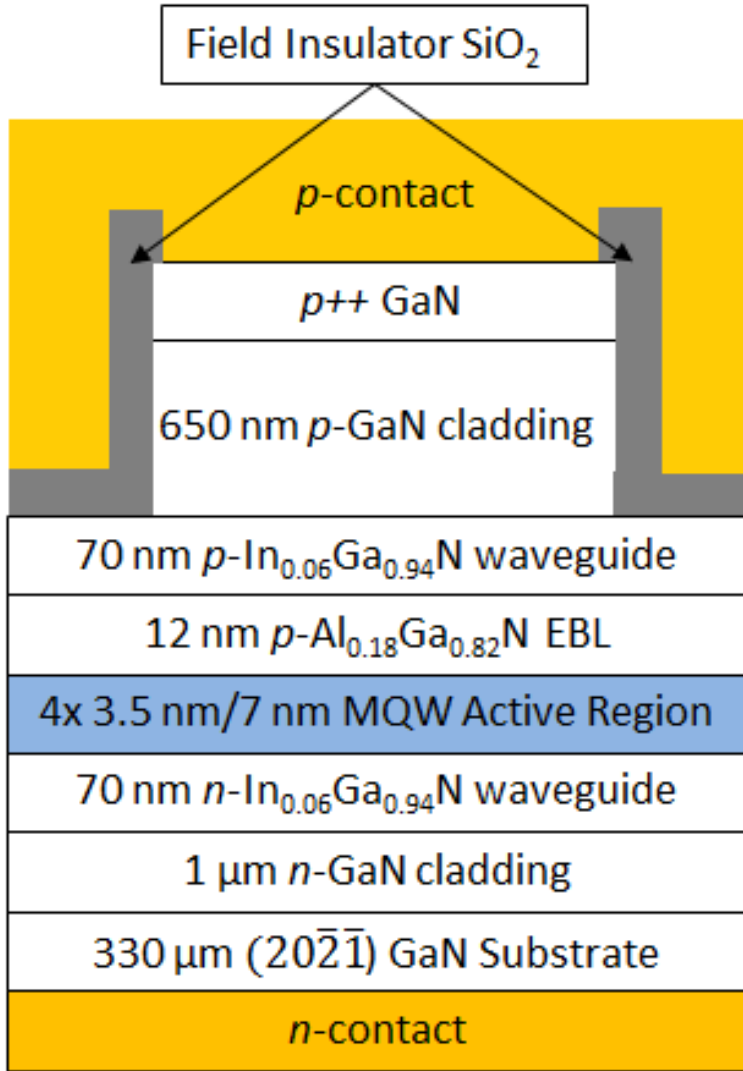 Field Insulator SiO₂
p-contact
p++ GaN
650 nm p-GaN cladding
70 nm p-In₀.₀₆Ga₀.₉₄N waveguide
12 nm p-Al₀.₁₈Ga₀.₈₂N EBL
4x 3.5 nm/7 nm MQW Active Region
70 nm n-In₀.₀₆Ga₀.₉₄N waveguide
1 μm n-GaN cladding
330 μm (202̅1̅) GaN Substrate
n-contact